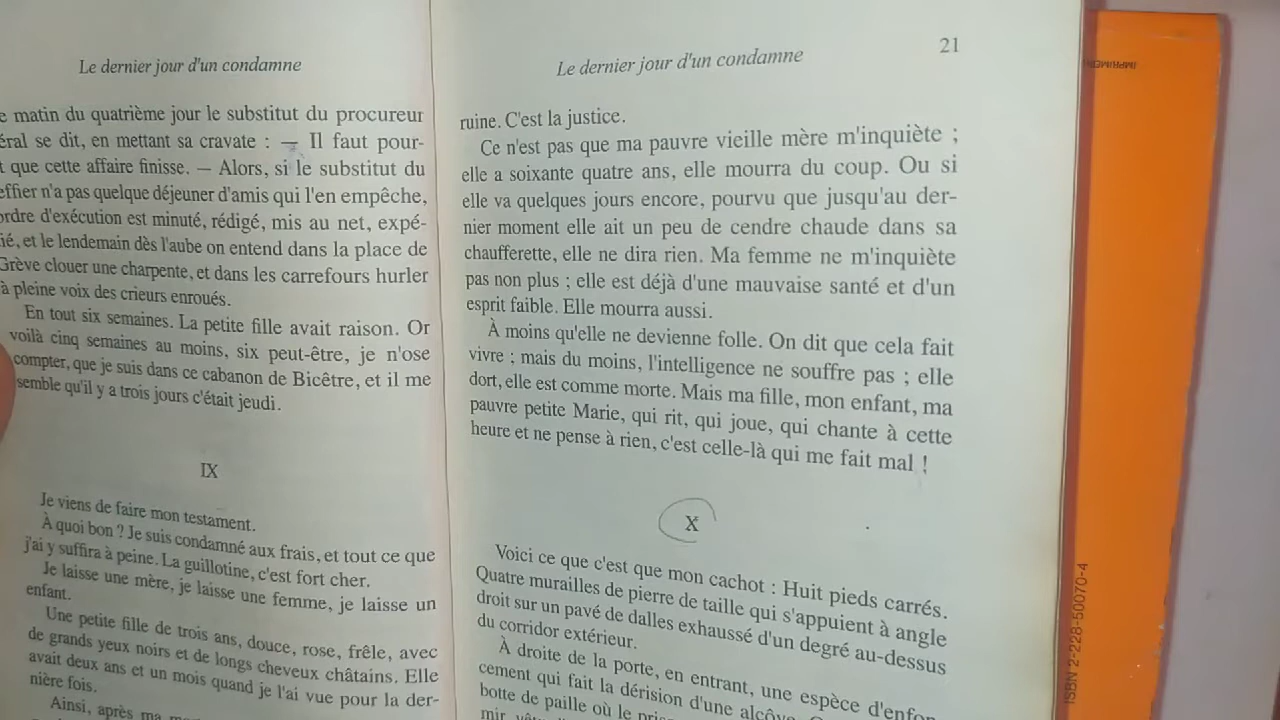 Le dernier jour d'un condamne
matin du quatrième jour le substitut du procureur
se dit, en mettant sa cravate : — Il faut pour-
que cette affaire finisse. — Alors, si le substitut du
n'a pas quelque déjeuner d'amis qui l'en empêche,
d'exécution est minuté, rédigé, mis au net, expé-
et le lendemain dès l'aube on entend dans la place de
Grève clouer une charpente, et dans les carrefours hurler
à pleine voix des crieurs enroués.
En tout six semaines. La petite fille avait raison. Or
voilà cinq semaines au moins, six peut-être, je n'ose
compter, que je suis dans ce cabanon de Bicêtre, et il me
semble qu'il y a trois jours c'était jeudi.
IX
Je viens de faire mon testament.
À quoi bon ? Je suis condamné aux frais, et tout ce que
j'ai y suffira à peine. La guillotine, c'est fort cher.
Je laisse une mère, je laisse une femme, je laisse un
enfant.
Une petite fille de trois ans, douce, rose, frêle, avec
de grands yeux noirs et de longs cheveux châtains. Elle
avait deux ans et un mois quand je l'ai vue pour la der-
nière fois.
Ainsi, après ma
Le dernier jour d'un condamne
21
ruine. C'est la justice.
Ce n'est pas que ma pauvre vieille mère m'inquiète ;
elle a soixante quatre ans, elle mourra du coup. Ou si
elle va quelques jours encore, pourvu que jusqu'au der-
nier moment elle ait un peu de cendre chaude dans sa
chaufferette, elle ne dira rien. Ma femme ne m'inquiète
pas non plus ; elle est déjà d'une mauvaise santé et d'un
esprit faible. Elle mourra aussi.
À moins qu'elle ne devienne folle. On dit que cela fait
vivre ; mais du moins, l'intelligence ne souffre pas ; elle
dort, elle est comme morte. Mais ma fille, mon enfant, ma
pauvre petite Marie, qui rit, qui joue, qui chante à cette
heure et ne pense à rien, c'est celle-là qui me fait mal !
X
Voici ce que c'est que mon cachot : Huit pieds carrés.
Quatre murailles de pierre de taille qui s'appuient à angle
droit sur un pavé de dalles exhaussé d'un degré au-dessus
du corridor extérieur.
À droite de la porte, en entrant, une espèce d'enfon-
cement qui fait la dérision d'une alcôve.
botte de paille où le
ISBN 2-228-50070-4